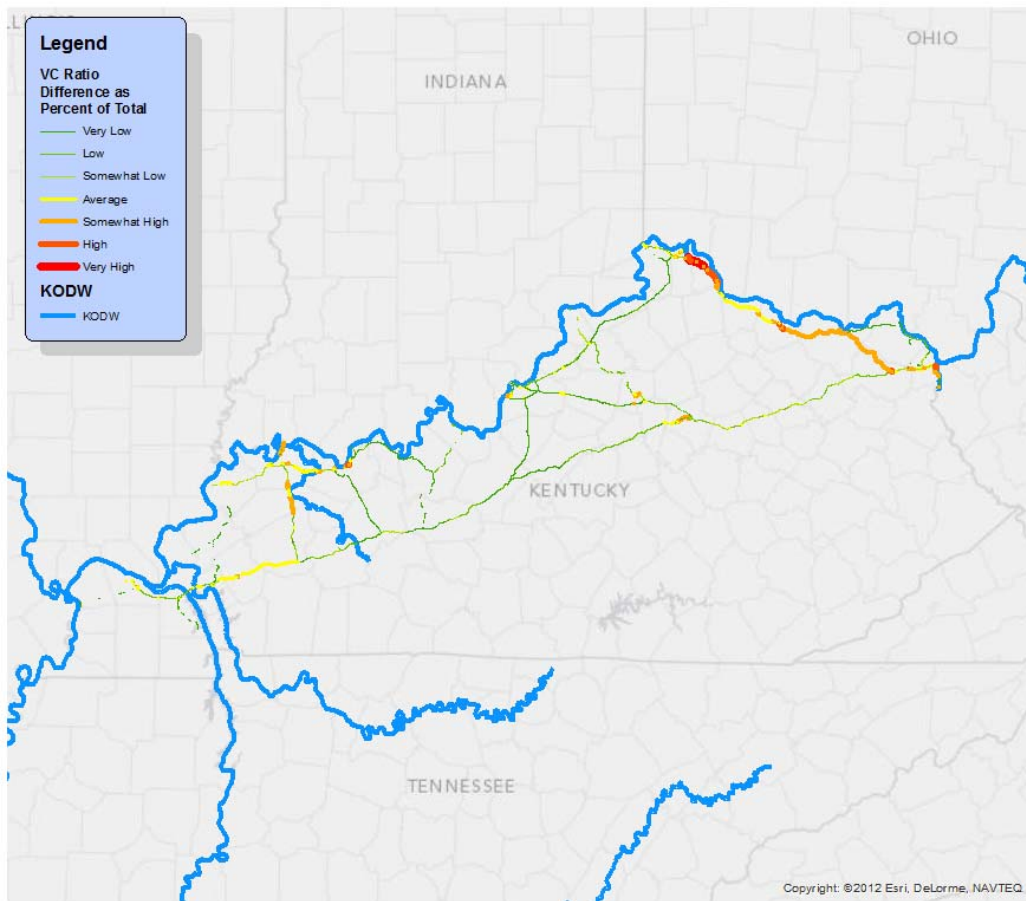 Legend
VC Ratio
Difference as
Percent of Total
Very Low
Low
Somewhat Low
Average
Somewhat High
High
Very High
KODW
KODW
INDIANA
OHIO
KENTUCKY
TENNESSEE
Copyright: ©2012 Esri, DeLorme, NAVTEQ